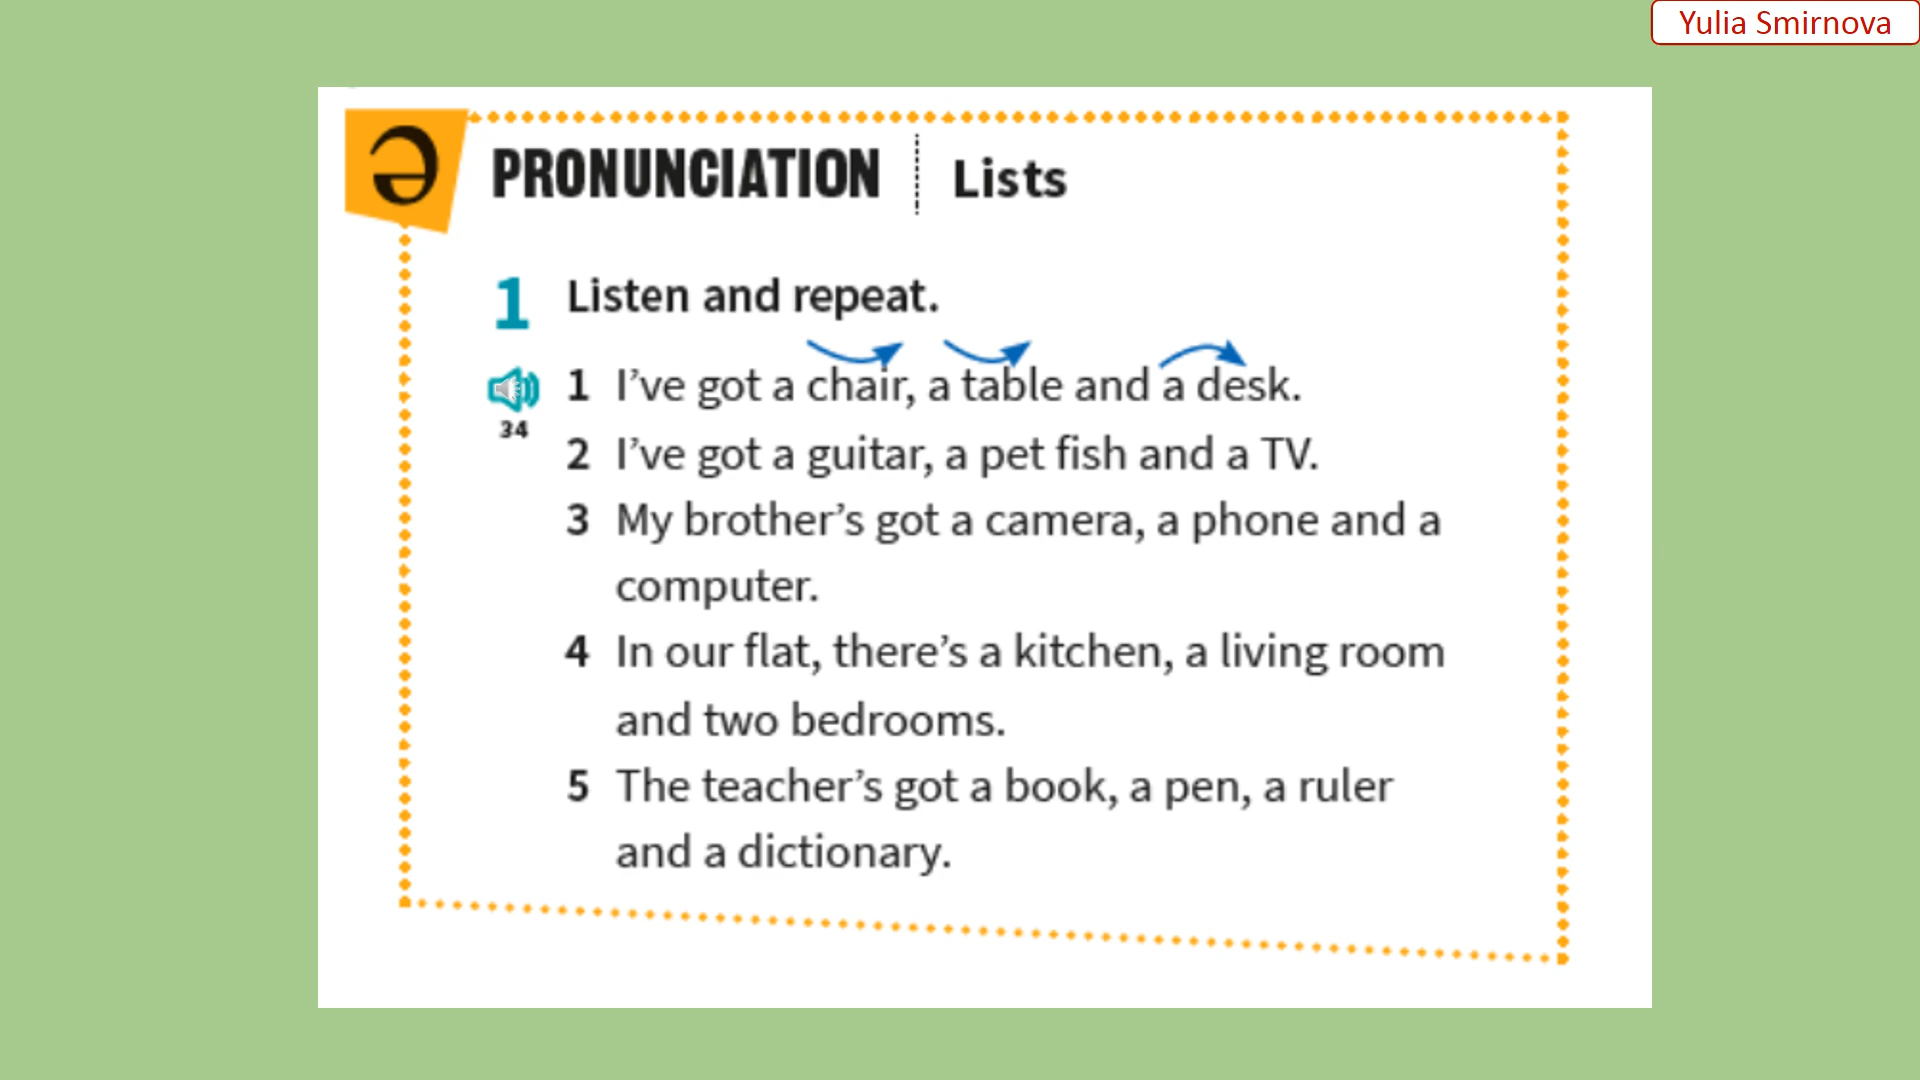 Yulia Smirnova
ə
PRONUNCIATION Lists
1 Listen and repeat.
1 I’ve got a chair, a table and a desk.
34
2 I’ve got a guitar, a pet fish and a TV.
3 My brother’s got a camera, a phone and a
computer.
4 In our flat, there’s a kitchen, a living room
and two bedrooms.
5 The teacher’s got a book, a pen, a ruler
and a dictionary.